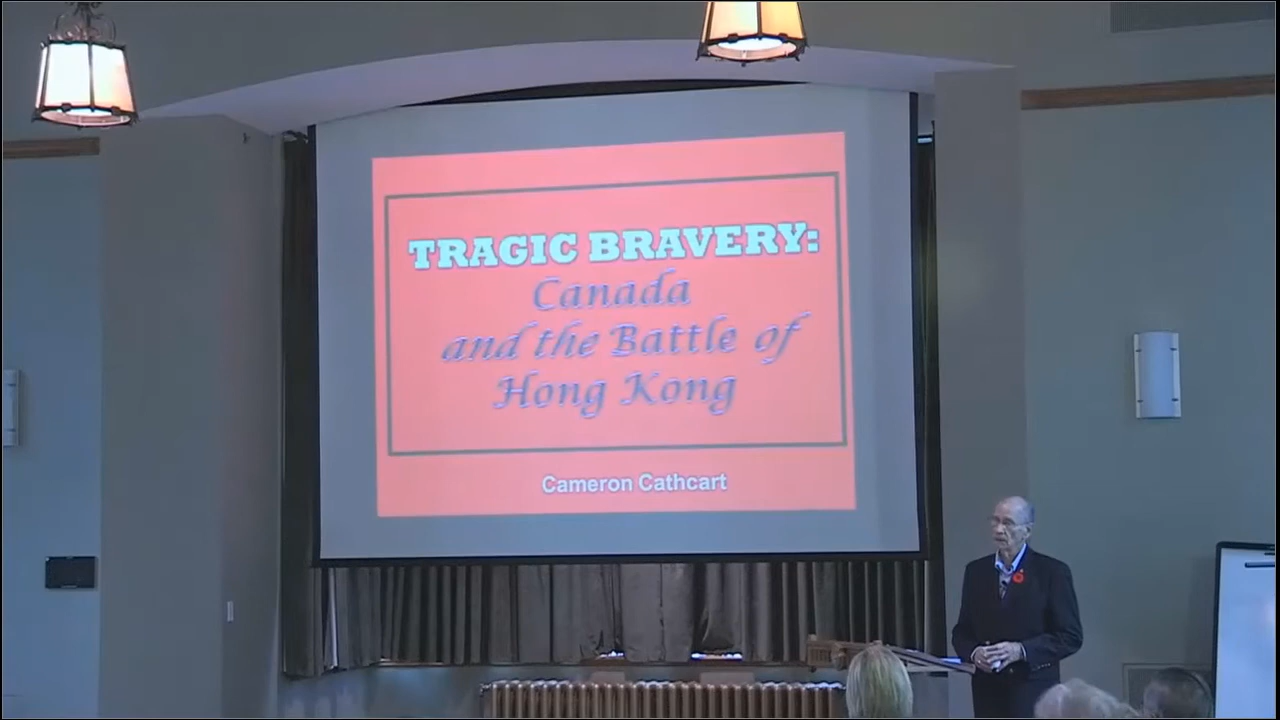 TRAGIC BRAVERY:
Canada
and the Battle of
Hong Kong
Cameron Cathcart